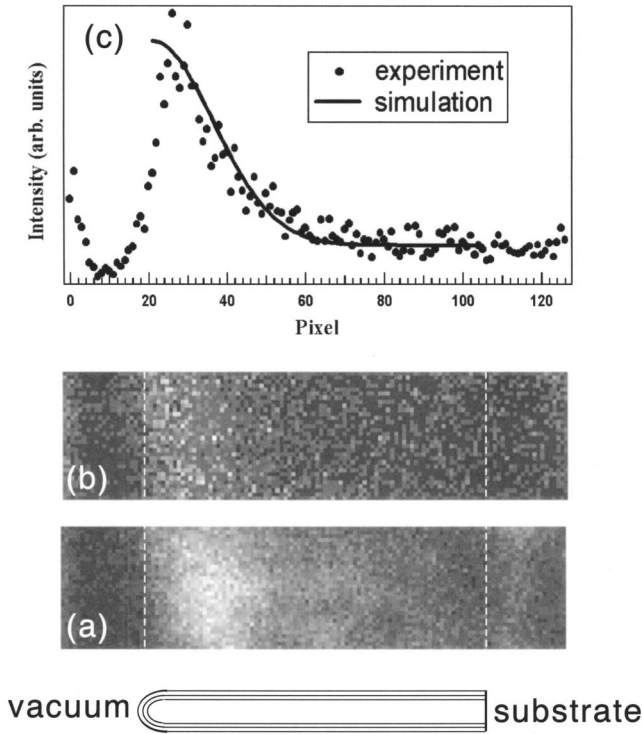 (c)
experiment
simulation
Intensity (arb. units)
0 20 40 60 80 100 120
Pixel
(b)
(a)
vacuum substrate